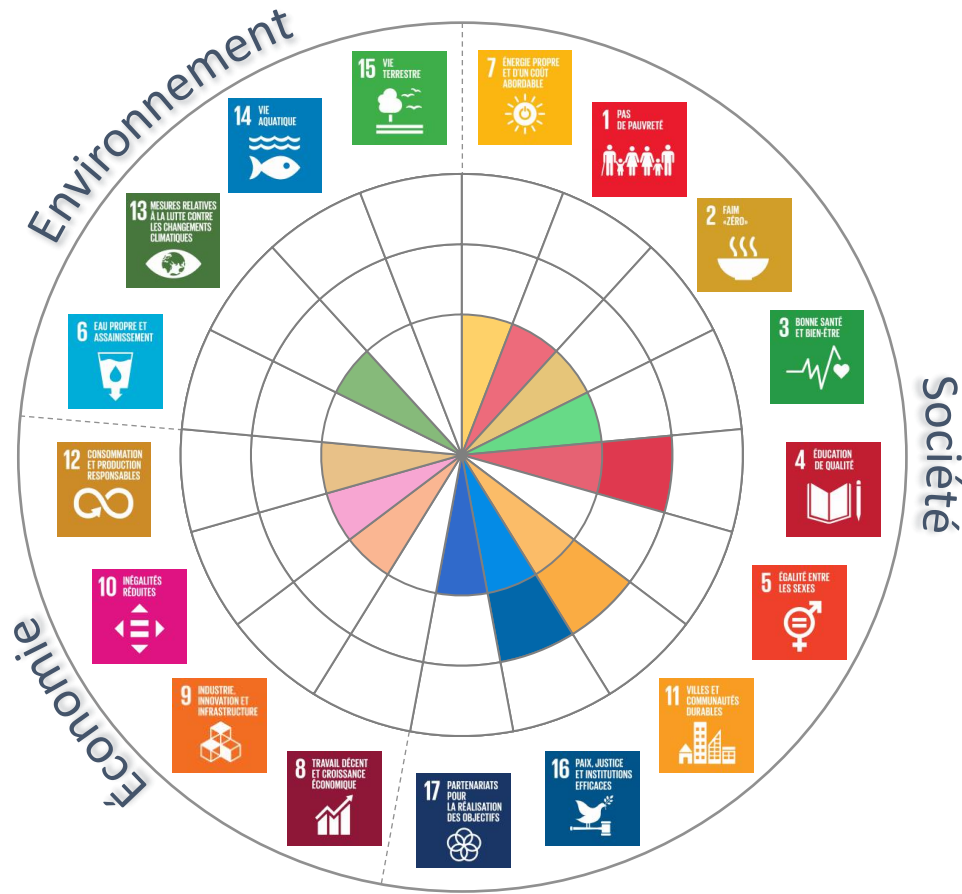 Environnement
Société
Économie
15 VIE
TERRESTRE
7 ÉNERGIE PROPRE
ET D'UN COÛT
ABORDABLE
1 PAS
DE PAUVRETÉ
2 FAIM
«ZÉRO»
3 BONNE SANTÉ
ET BIEN-ÊTRE
4 ÉDUCATION
DE QUALITÉ
5 ÉGALITÉ ENTRE
LES SEXES
11 VILLES ET
COMMUNAUTÉS
DURABLES
16 PAIX, JUSTICE
ET INSTITUTIONS
EFFICACES
17 PARTENARIATS
POUR
LA RÉALISATION
DES OBJECTIFS
8 TRAVAIL DÉCENT
ET CROISSANCE
ÉCONOMIQUE
9 INDUSTRIE,
INNOVATION ET
INFRASTRUCTURE
10 INÉGALITÉS
RÉDUITES
12 CONSOMMATION
ET PRODUCTION
RESPONSABLES
6 EAU PROPRE ET
ASSAINISSEMENT
13 MESURES RELATIVES
À LA LUTTE CONTRE
LES CHANGEMENTS
CLIMATIQUES
14 VIE
AQUATIQUE